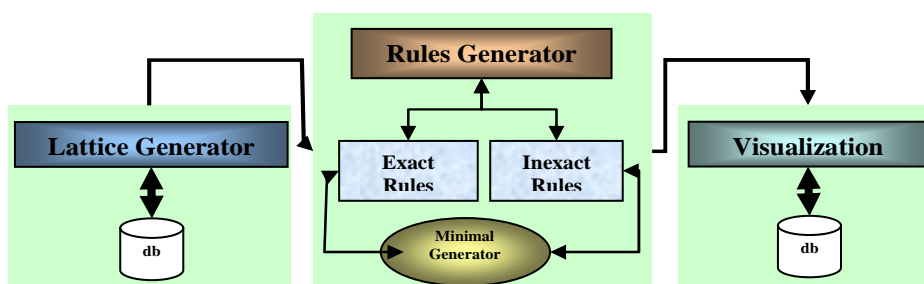 Rules Generator
Lattice Generator
Exact
Rules
Inexact
Rules
Visualization
Minimal
Generator
db
db